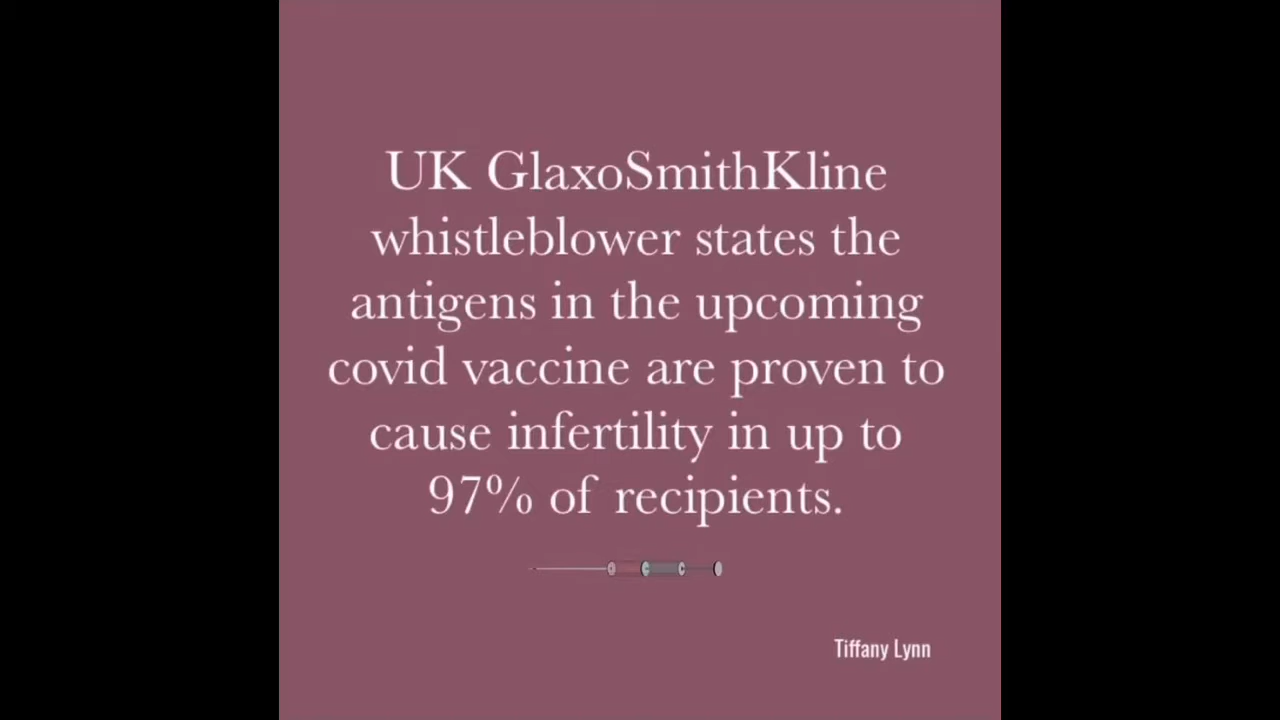 UK GlaxoSmithKline
whistleblower states the
antigens in the upcoming
covid vaccine are proven to
cause infertility in up to
97% of recipients.
Tiffany Lynn